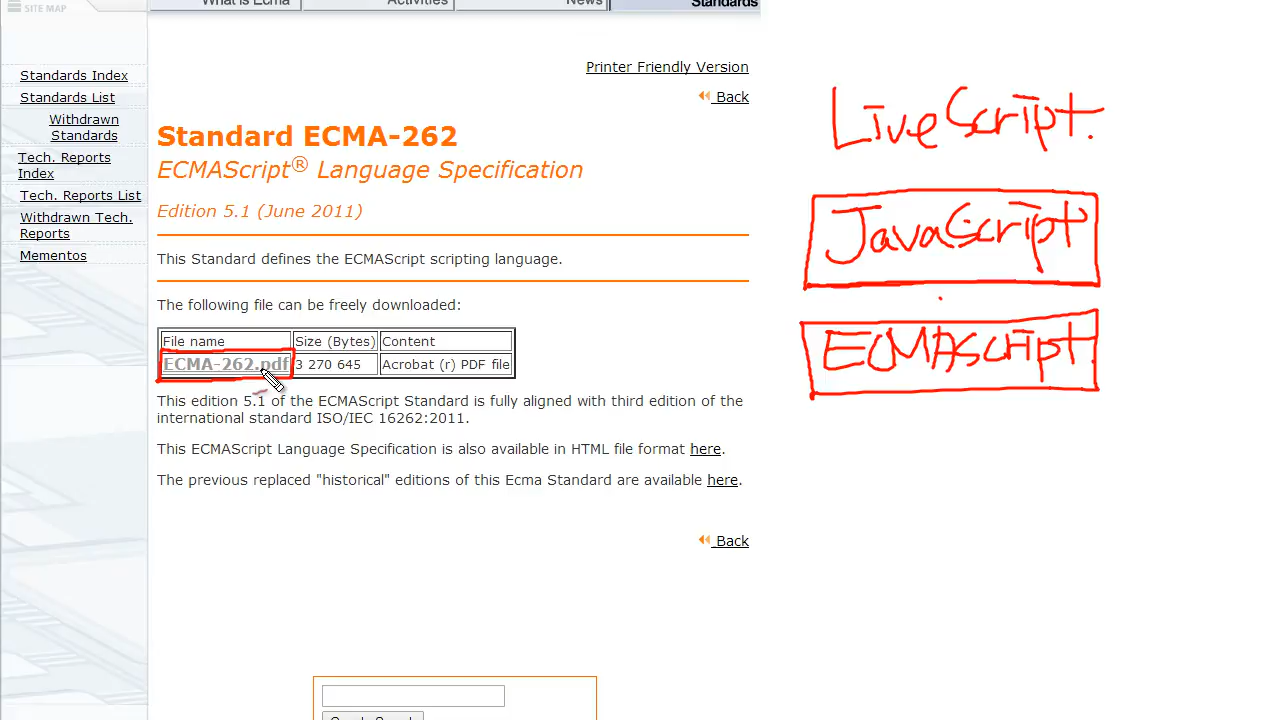 SITE MAP
What is Ecma
Activities
News
Standards
Standards Index
Standards List
Withdrawn
Standards
Tech. Reports
Index
Tech. Reports List
Withdrawn Tech.
Reports
Mementos
Printer Friendly Version
Back
Standard ECMA-262
ECMAScript® Language Specification
Edition 5.1 (June 2011)
This Standard defines the ECMAScript scripting language.
The following file can be freely downloaded:
File name Size (Bytes) Content
ECMA-262.pdf 3 270 645 Acrobat (r) PDF file
This edition 5.1 of the ECMAScript Standard is fully aligned with third edition of the
international standard ISO/IEC 16262:2011.
This ECMAScript Language Specification is also available in HTML file format here.
The previous replaced "historical" editions of this Ecma Standard are available here.
Back
LiveScript.
JavaScript
ECMAScript.